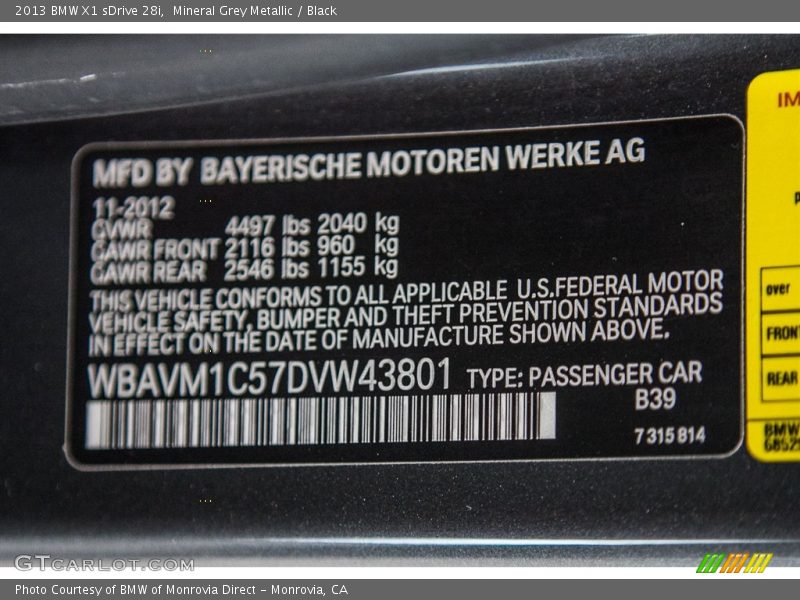 2013 BMW X1 sDrive 28i,  Mineral Grey Metallic / Black
MFD BY BAYERISCHE MOTOREN WERKE AG
11-2012
GVWR 4497 lbs 2040 kg
GAWR FRONT 2116 lbs 960 kg
GAWR REAR 2546 lbs 1155 kg
THIS VEHICLE CONFORMS TO ALL APPLICABLE U.S.FEDERAL MOTOR
VEHICLE SAFETY, BUMPER AND THEFT PREVENTION STANDARDS
IN EFFECT ON THE DATE OF MANUFACTURE SHOWN ABOVE.
WBAVM1C57DVW43801 TYPE: PASSENGER CAR
B39
7 315 814
IM
over
FRONT
REAR
BMW
GTCARLOT.COM
Photo Courtesy of BMW of Monrovia Direct – Monrovia, CA